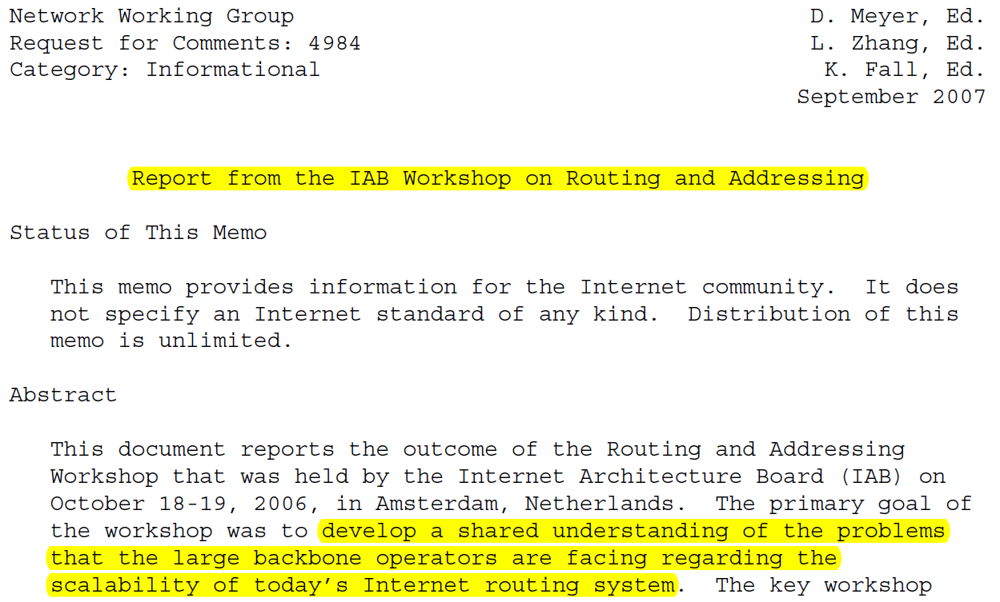 Network Working Group D. Meyer, Ed.
Request for Comments: 4984 L. Zhang, Ed.
Category: Informational K. Fall, Ed.
September 2007
Report from the IAB Workshop on Routing and Addressing
Status of This Memo
This memo provides information for the Internet community. It does
not specify an Internet standard of any kind. Distribution of this
memo is unlimited.
Abstract
This document reports the outcome of the Routing and Addressing
Workshop that was held by the Internet Architecture Board (IAB) on
October 18-19, 2006, in Amsterdam, Netherlands. The primary goal of
the workshop was to develop a shared understanding of the problems
that the large backbone operators are facing regarding the
scalability of today's Internet routing system. The key workshop